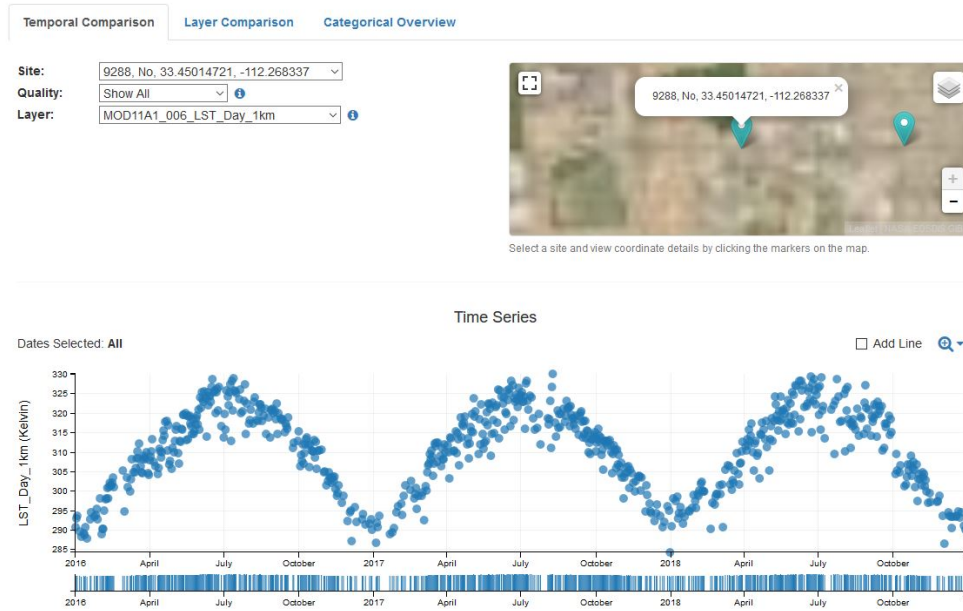 Temporal Comparison Layer Comparison Categorical Overview
Site: 9288, No, 33.45014721, -112.268337
Quality: Show All
Layer: MOD11A1_006_LST_Day_1km
9288, No, 33.45014721, -112.268337 ×
+
−
Select a site and view coordinate details by clicking the markers on the map.
Time Series
Dates Selected: All
Add Line
LST_Day_1km (Kelvin)
330
325
320
315
310
305
300
295
290
285
2016 April July October 2017 April July October 2018 April July October
2016 April July October 2017 April July October 2018 April July October